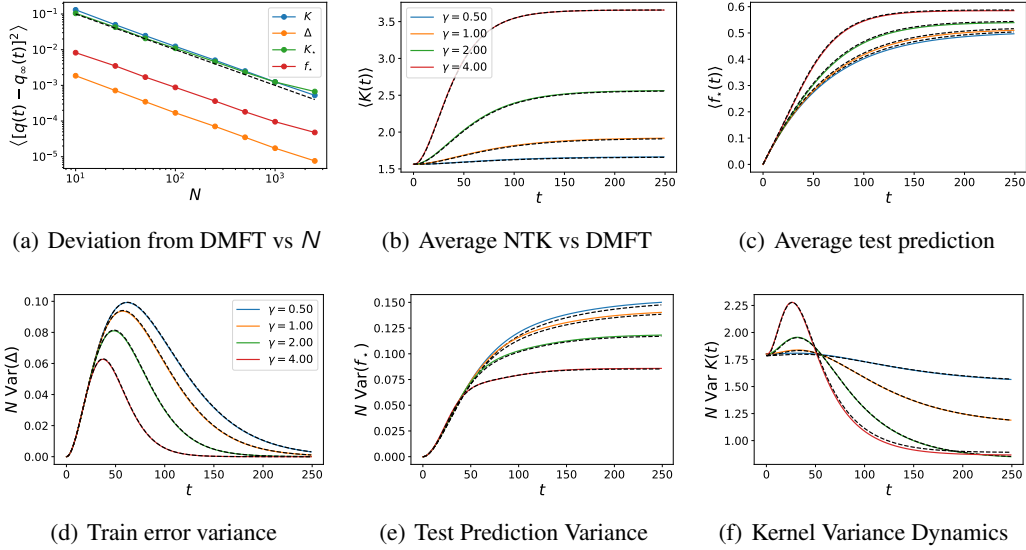 ⟨[q(t) − q∞(t)]²⟩
10⁻¹
10⁻²
10⁻³
10⁻⁴
10⁻⁵
10¹ 10² 10³
N
K
Δ
K⋆
f⋆
(a) Deviation from DMFT vs N
⟨K(t)⟩
3.5
3.0
2.5
2.0
1.5
0 50 100 150 200 250
t
γ = 0.50
γ = 1.00
γ = 2.00
γ = 4.00
(b) Average NTK vs DMFT
⟨f⋆(t)⟩
0.6
0.5
0.4
0.3
0.2
0.1
0.0
0 50 100 150 200 250
t
(c) Average test prediction
N Var(Δ)
0.10
0.08
0.06
0.04
0.02
0.00
0 50 100 150 200 250
t
γ = 0.50
γ = 1.00
γ = 2.00
γ = 4.00
(d) Train error variance
N Var(f⋆)
0.150
0.125
0.100
0.075
0.050
0.025
0.000
0 50 100 150 200 250
t
(e) Test Prediction Variance
N Var K(t)
2.25
2.00
1.75
1.50
1.25
1.00
0 50 100 150 200 250
t
(f) Kernel Variance Dynamics